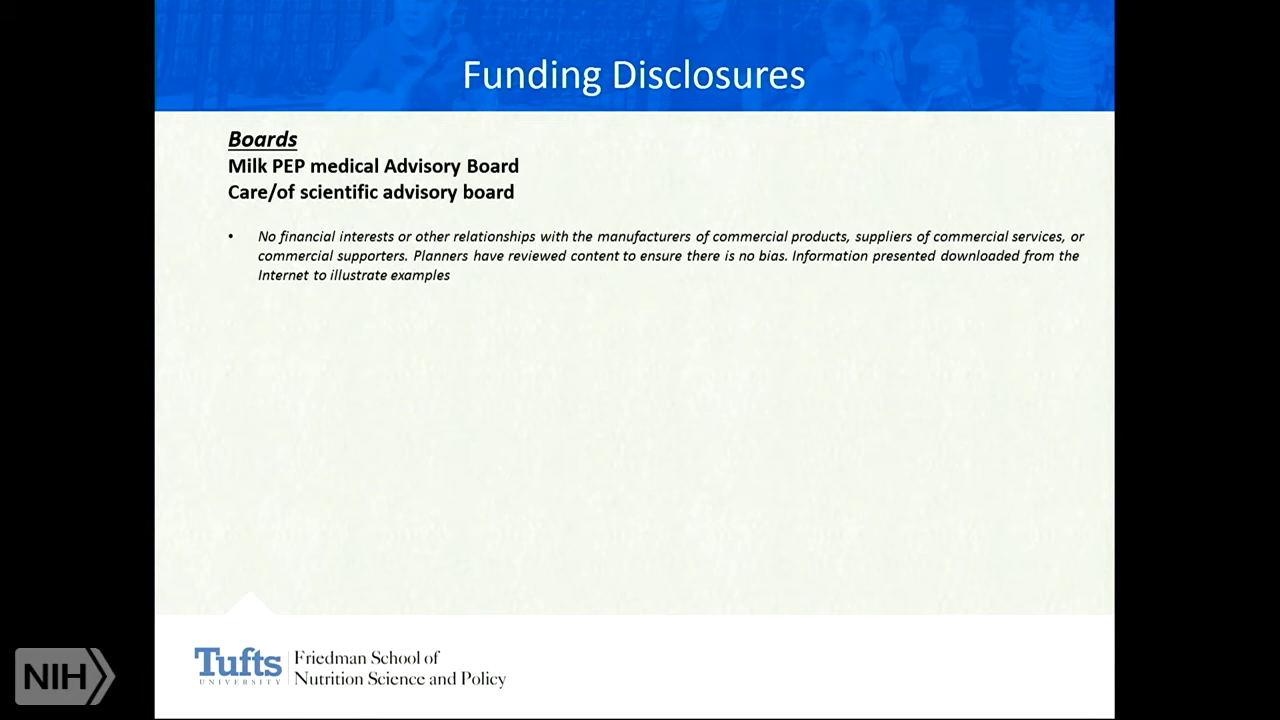 Funding Disclosures
Boards
Milk PEP medical Advisory Board
Care/of scientific advisory board
• No financial interests or other relationships with the manufacturers of commercial products, suppliers of commercial services, or
commercial supporters. Planners have reviewed content to ensure there is no bias. Information presented downloaded from the
Internet to illustrate examples
Tufts
UNIVERSITY
Friedman School of
Nutrition Science and Policy
NIH